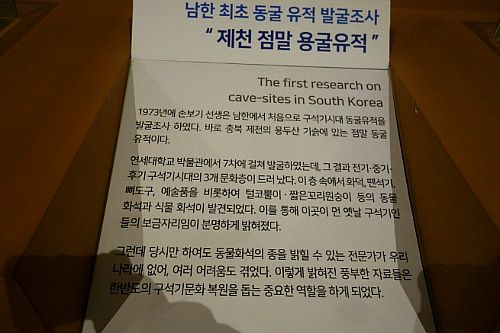 남한 최초 동굴 유적 발굴조사
“ 제천 점말 용굴유적 ”
The first research on
cave-sites in South Korea
1973년에 손보기 선생은 남한에서 처음으로 구석기시대 동굴유적을
발굴조사 하였다. 바로 충북 제천의 용두산 기슭에 있는 점말 동굴
유적이다.
연세대학교 박물관에서 7차에 걸쳐 발굴하였는데, 그 결과 전기·중기·
후기 구석기시대의 3개 문화층이 드러 났다. 이 층 속에서 화덕, 뗀석기,
뼈도구, 예술품을 비롯하여 털코뿔이 · 짧은꼬리원숭이 등의 동물
화석과 식물 화석이 발견되었다. 이를 통해 이곳이 먼 옛날 구석기인
들의 보금자리임이 분명하게 밝혀졌다.
그런데 당시만 하여도 동물화석의 종을 밝힐 수 있는 전문가가 우리
나라에 없어, 여러 어려움도 겪었다. 이렇게 밝혀진 풍부한 자료들은
한반도의 구석기문화 복원을 돕는 중요한 역할을 하게 되었다.